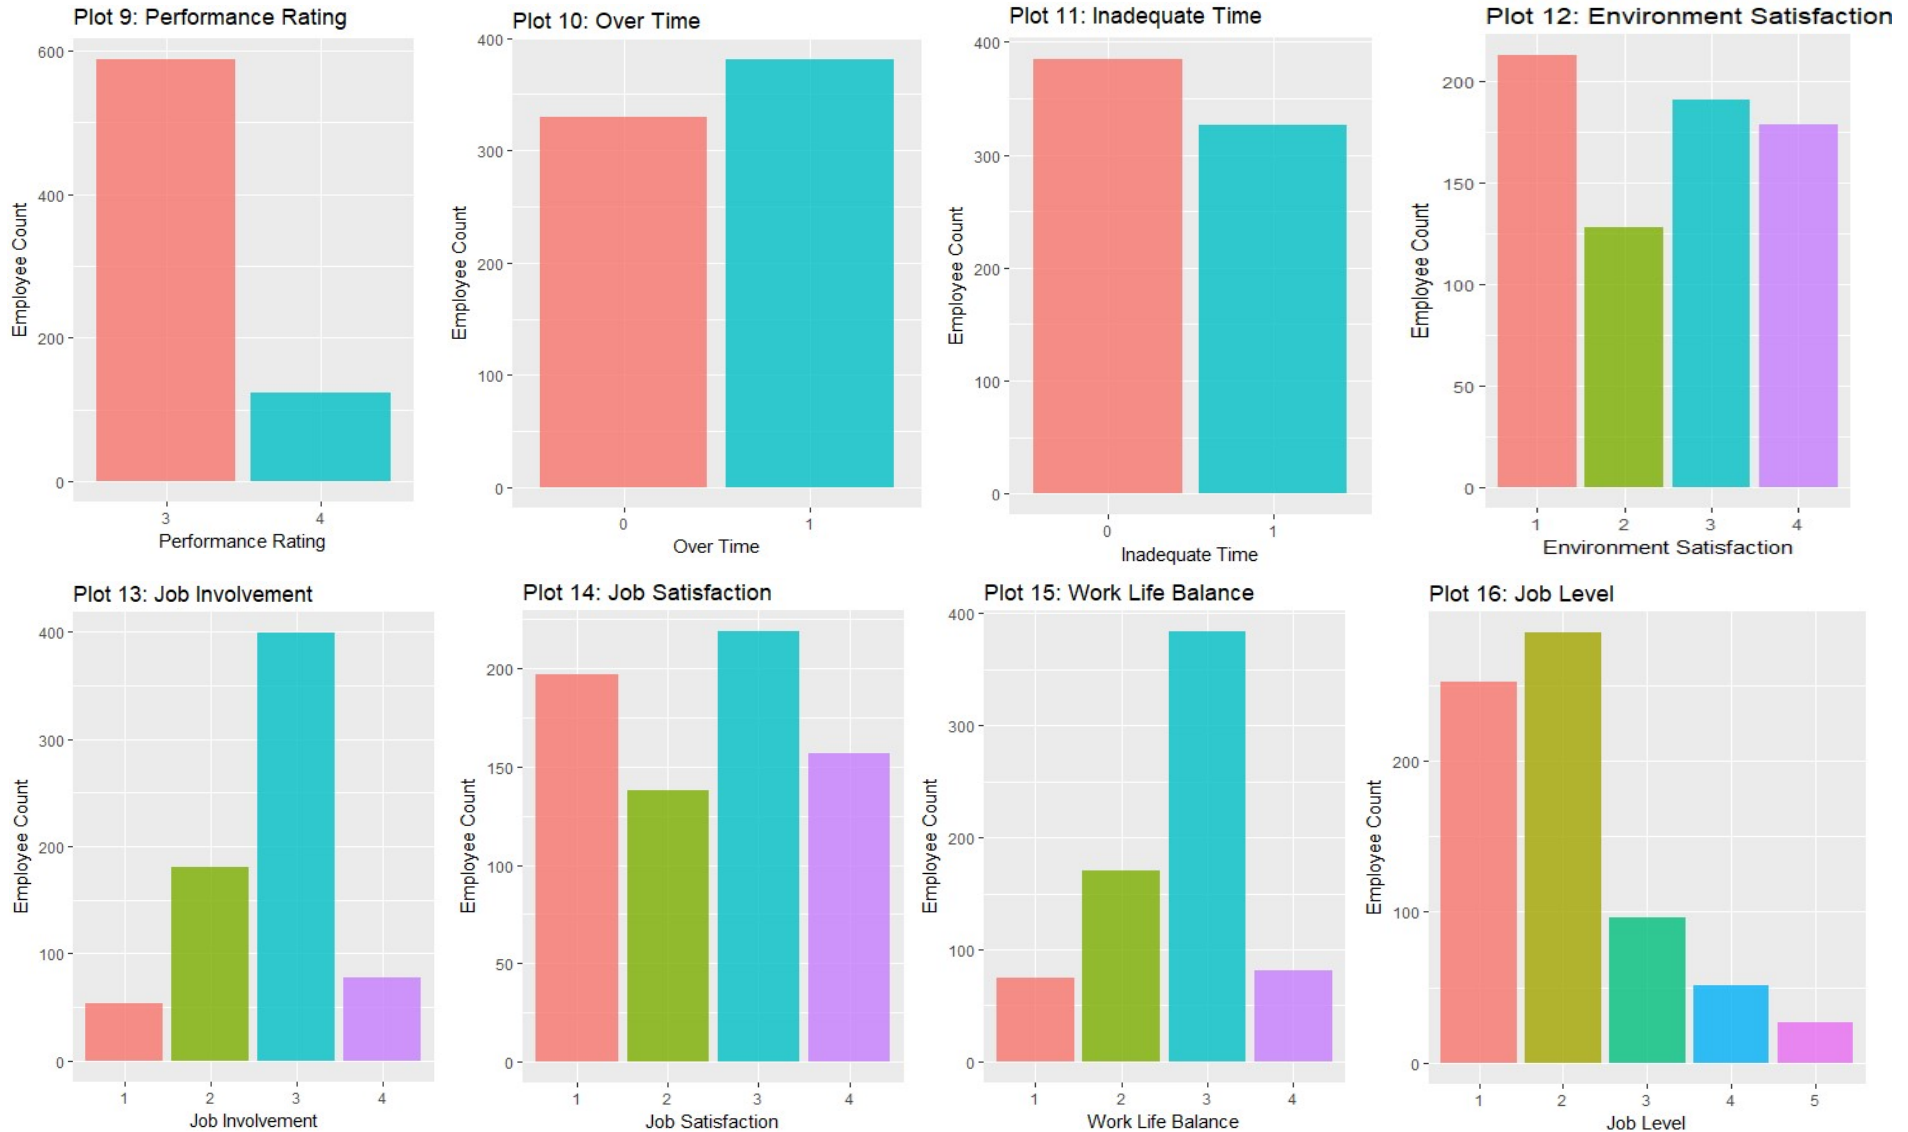 Plot 9: Performance Rating
600
400
200
0
Employee Count
3 4
Performance Rating
Plot 10: Over Time
400
300
200
100
0
Employee Count
0 1
Over Time
Plot 11: Inadequate Time
400
300
200
100
0
Employee Count
0 1
Inadequate Time
Plot 12: Environment Satisfaction
200
150
100
50
0
Employee Count
1 2 3 4
Environment Satisfaction
Plot 13: Job Involvement
400
300
200
100
0
Employee Count
1 2 3 4
Job Involvement
Plot 14: Job Satisfaction
200
150
100
50
0
Employee Count
1 2 3 4
Job Satisfaction
Plot 15: Work Life Balance
400
300
200
100
0
Employee Count
1 2 3 4
Work Life Balance
Plot 16: Job Level
200
100
0
Employee Count
1 2 3 4 5
Job Level